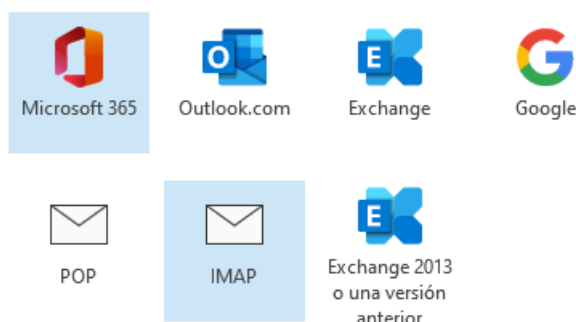 Microsoft 365
Outlook.com
Exchange
Google
POP
IMAP
Exchange 2013
o una versión
anterior